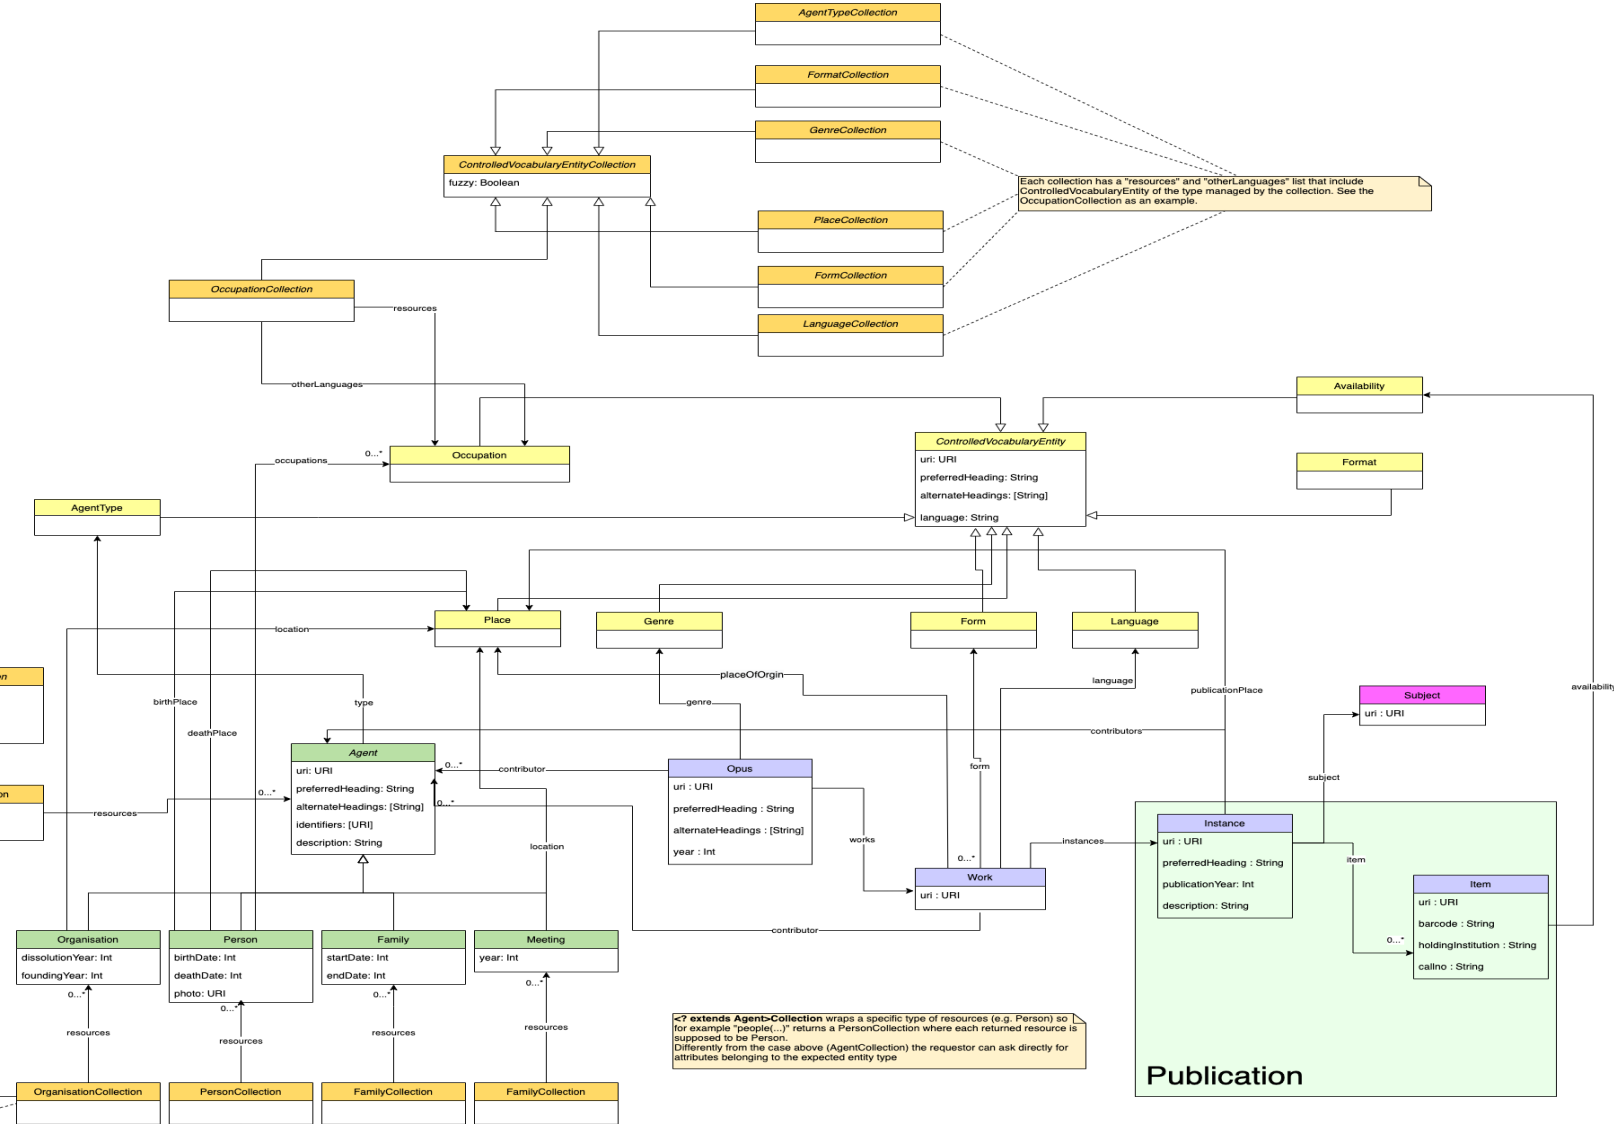 AgentTypeCollection
FormatCollection
GenreCollection
ControlledVocabularyEntityCollection
fuzzy: Boolean
Each collection has a "resources" and "otherLanguages" list that include
ControlledVocabularyEntity of the type managed by the collection. See the
OccupationCollection as an example.
PlaceCollection
FormCollection
OccupationCollection
resources
LanguageCollection
otherLanguages
Availability
ControlledVocabularyEntity
uri: URI
preferredHeading: String
alternateHeadings: [String]
language: String
0...*
Occupation
occupations
Format
AgentType
Place
Genre
Form
Language
location
placeOfOrgin
language
publicationPlace
availability
birthPlace
type
genre
Subject
uri : URI
deathPlace
contributors
Agent
uri: URI
preferredHeading: String
alternateHeadings: [String]
identifiers: [URI]
description: String
0...*
contributor
Opus
uri : URI
preferredHeading : String
alternateHeadings : [String]
year : Int
form
subject
on
n
resources
0...*
0...*
works
instances
location
Instance
uri : URI
preferredHeading : String
publicationYear: Int
description: String
item
0...*
Work
uri : URI
contributor
Item
uri : URI
barcode : String
holdingInstitution : String
callno : String
0...*
Organisation
dissolutionYear: Int
foundingYear: Int
Person
birthDate: Int
deathDate: Int
photo: URI
Family
startDate: Int
endDate: Int
Meeting
year: Int
0...*
0...*
0...*
0...*
resources
resources
resources
resources
<? extends Agent>Collection wraps a specific type of resources (e.g. Person) so
for example "people(...)" returns a PersonCollection where each returned resource is
supposed to be Person.
Differently from the case above (AgentCollection) the requestor can ask directly for
attributes belonging to the expected entity type
Publication
OrganisationCollection
PersonCollection
FamilyCollection
FamilyCollection